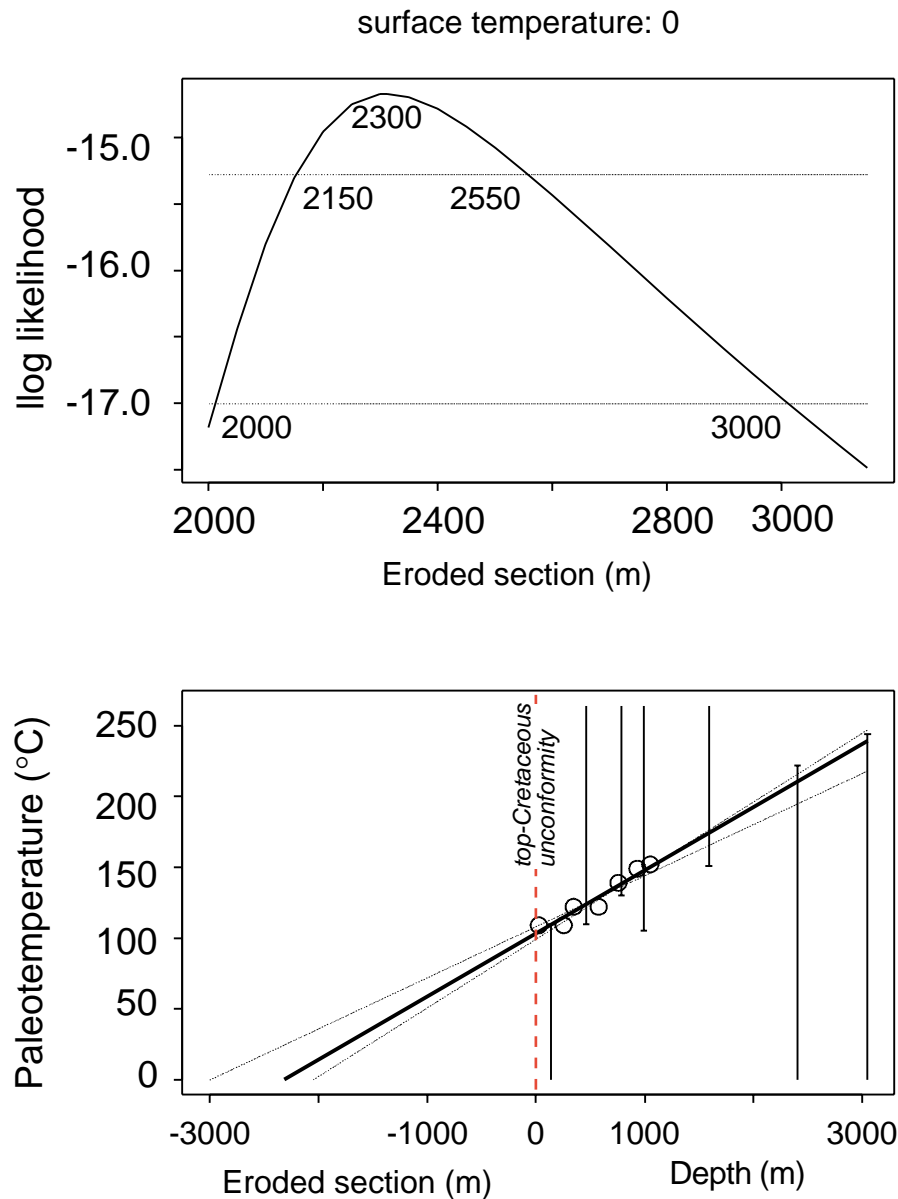 surface temperature: 0
llog likelihood
-15.0
-16.0
-17.0
2300
2150
2550
2000
3000
2000
2400
2800
3000
Eroded section (m)
Paleotemperature (°C)
250
200
150
100
50
0
top-Cretaceous
unconformity
-3000
-1000
0
1000
3000
Eroded section (m)
Depth (m)